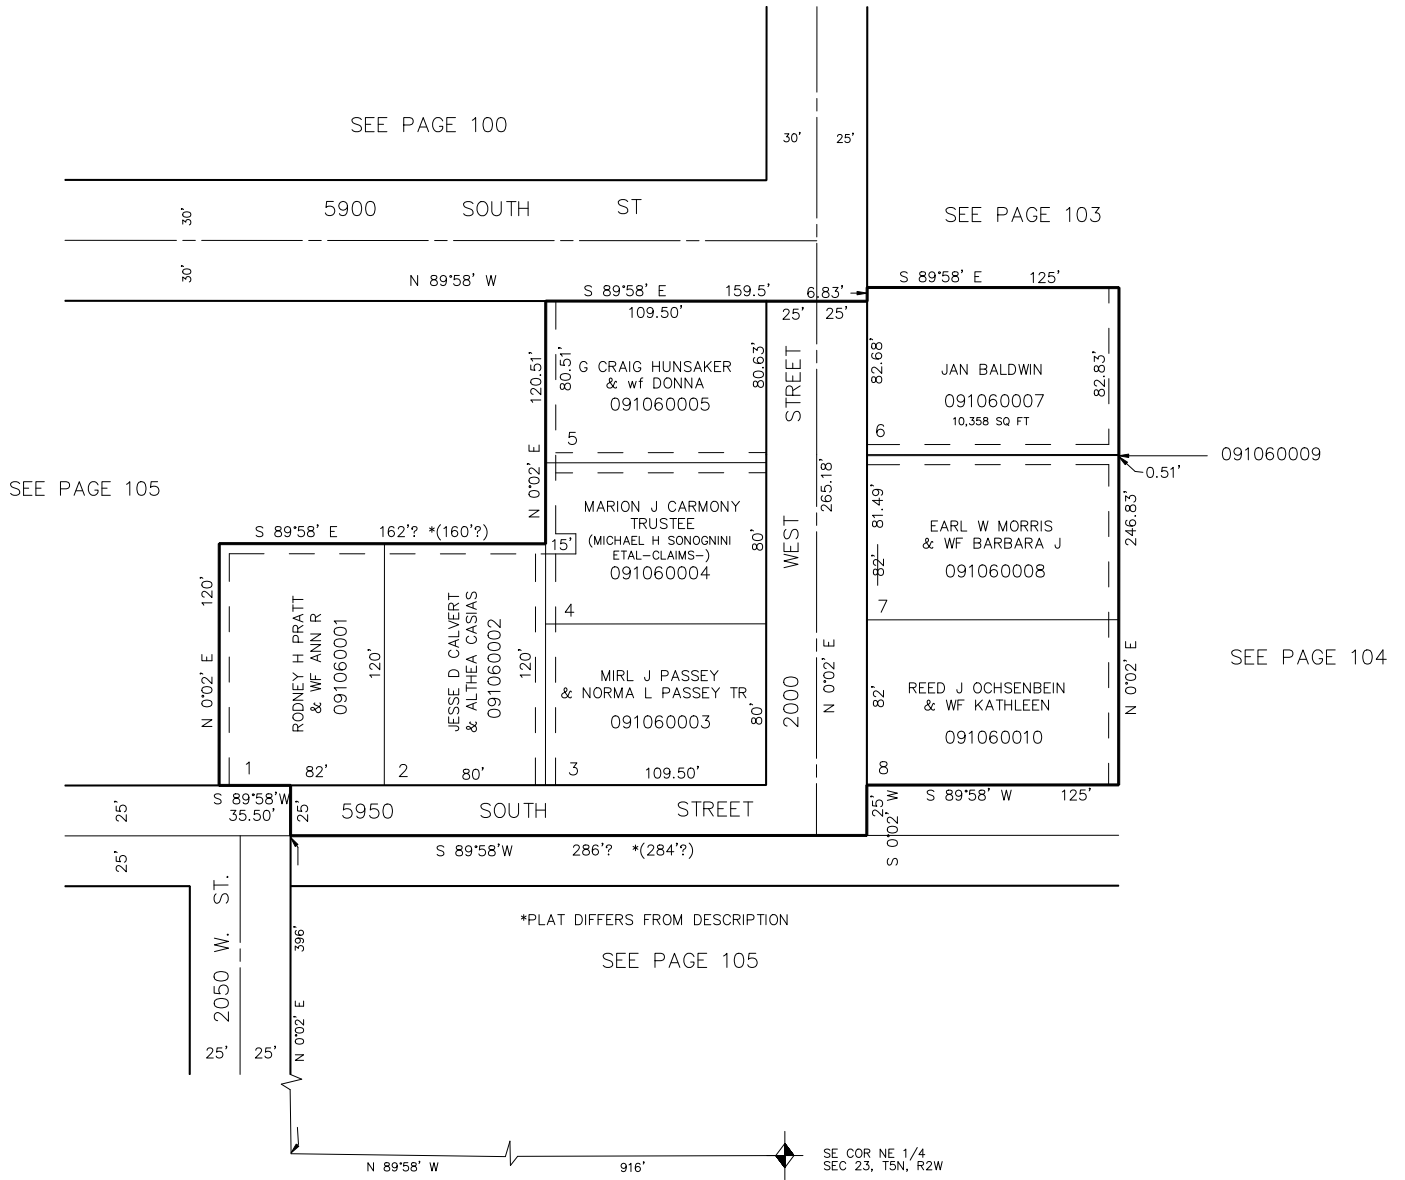 30' 25'
SEE PAGE 100
5900 SOUTH ST
30'
SEE PAGE 103
30'
N 89°58' W
S 89°58' E 159.5' 6.83'
S 89°58' E 125'
109.50'
25' 25'
120.51'
N 0°02' E
80.51'
G CRAIG HUNSAKER
& wf DONNA
091060005
5
80.63'
STREET
WEST
2000
265.18'
N 0°02' E
82.68'
JAN BALDWIN
091060007
10,358 SQ FT
6
82.83'
091060009
0.51'
SEE PAGE 105
MARION J CARMONY
TRUSTEE
(MICHAEL H SONOGNINI
ETAL-CLAIMS-)
091060004
15'
80'
4
81.49'
82'
EARL W MORRIS
& WF BARBARA J
091060008
7
246.83'
N 0°02' E
S 89°58' E 162'? *(160'?)
120'
N 0°02' E
RODNEY H PRATT
& WF ANN R
091060001
120'
1 82'
JESSE D CALVERT
& ALTHEA CASIAS
091060002
120'
2 80'
MIRL J PASSEY
& NORMA L PASSEY TR
091060003
80'
3 109.50'
82'
REED J OCHSENBEIN
& WF KATHLEEN
091060010
8
SEE PAGE 104
S 89°58'W
35.50'
25'
25'
5950 SOUTH STREET
25'
S 0°02' W
S 89°58' W 125'
25'
S 89°58'W 286'? *(284'?)
2050 W. ST.
*PLAT DIFFERS FROM DESCRIPTION
SEE PAGE 105
396'
N 0°02' E
25' 25'
N 89°58' W 916'
SE COR NE 1/4
SEC 23, T5N, R2W